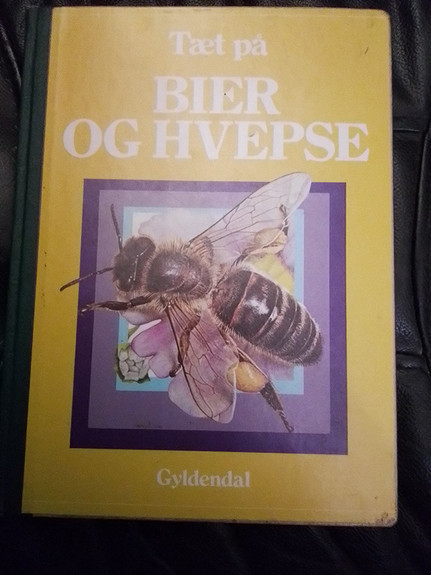 Tæt på
BIER
OG HVEPSE
Gyldendal